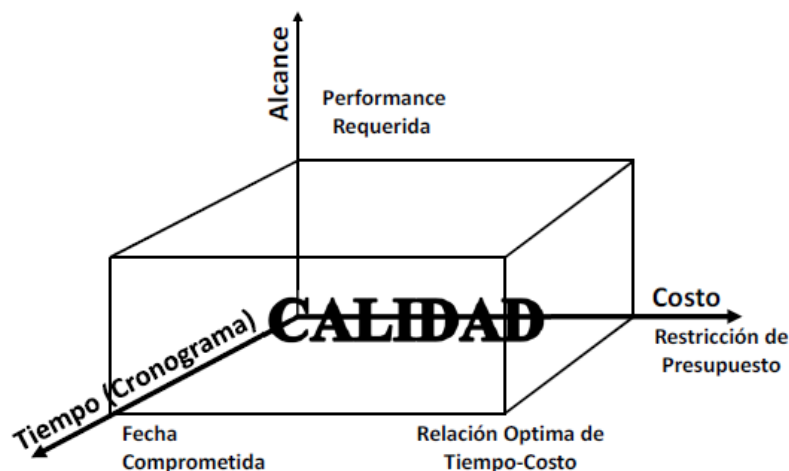 Alcance
Performance
Requerida
CALIDAD
Costo
Restricción de
Presupuesto
Tiempo (Cronograma)
Fecha
Comprometida
Relación Optima de
Tiempo-Costo